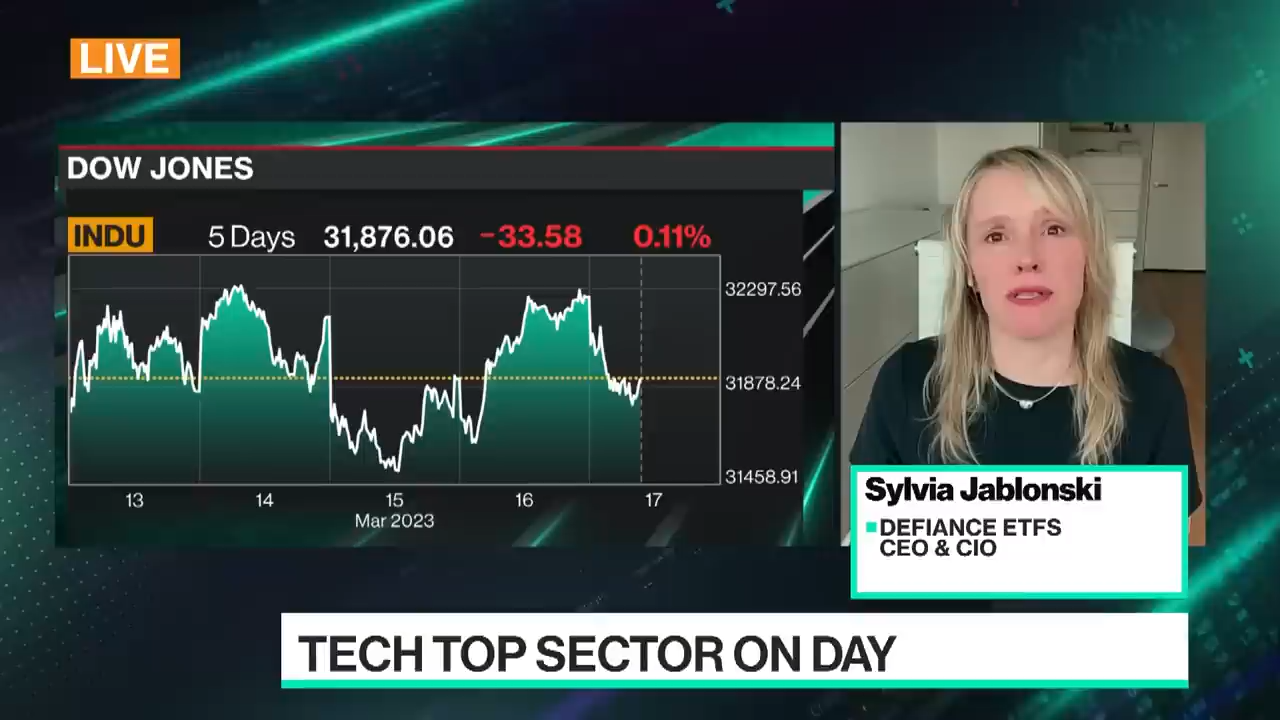 LIVE
DOW JONES
INDU 5 Days 31,876.06 -33.58 0.11%
32297.56
31878.24
31458.91
13 14 15 16 17
Mar 2023
Sylvia Jablonski
DEFIANCE ETFS
CEO & CIO
TECH TOP SECTOR ON DAY